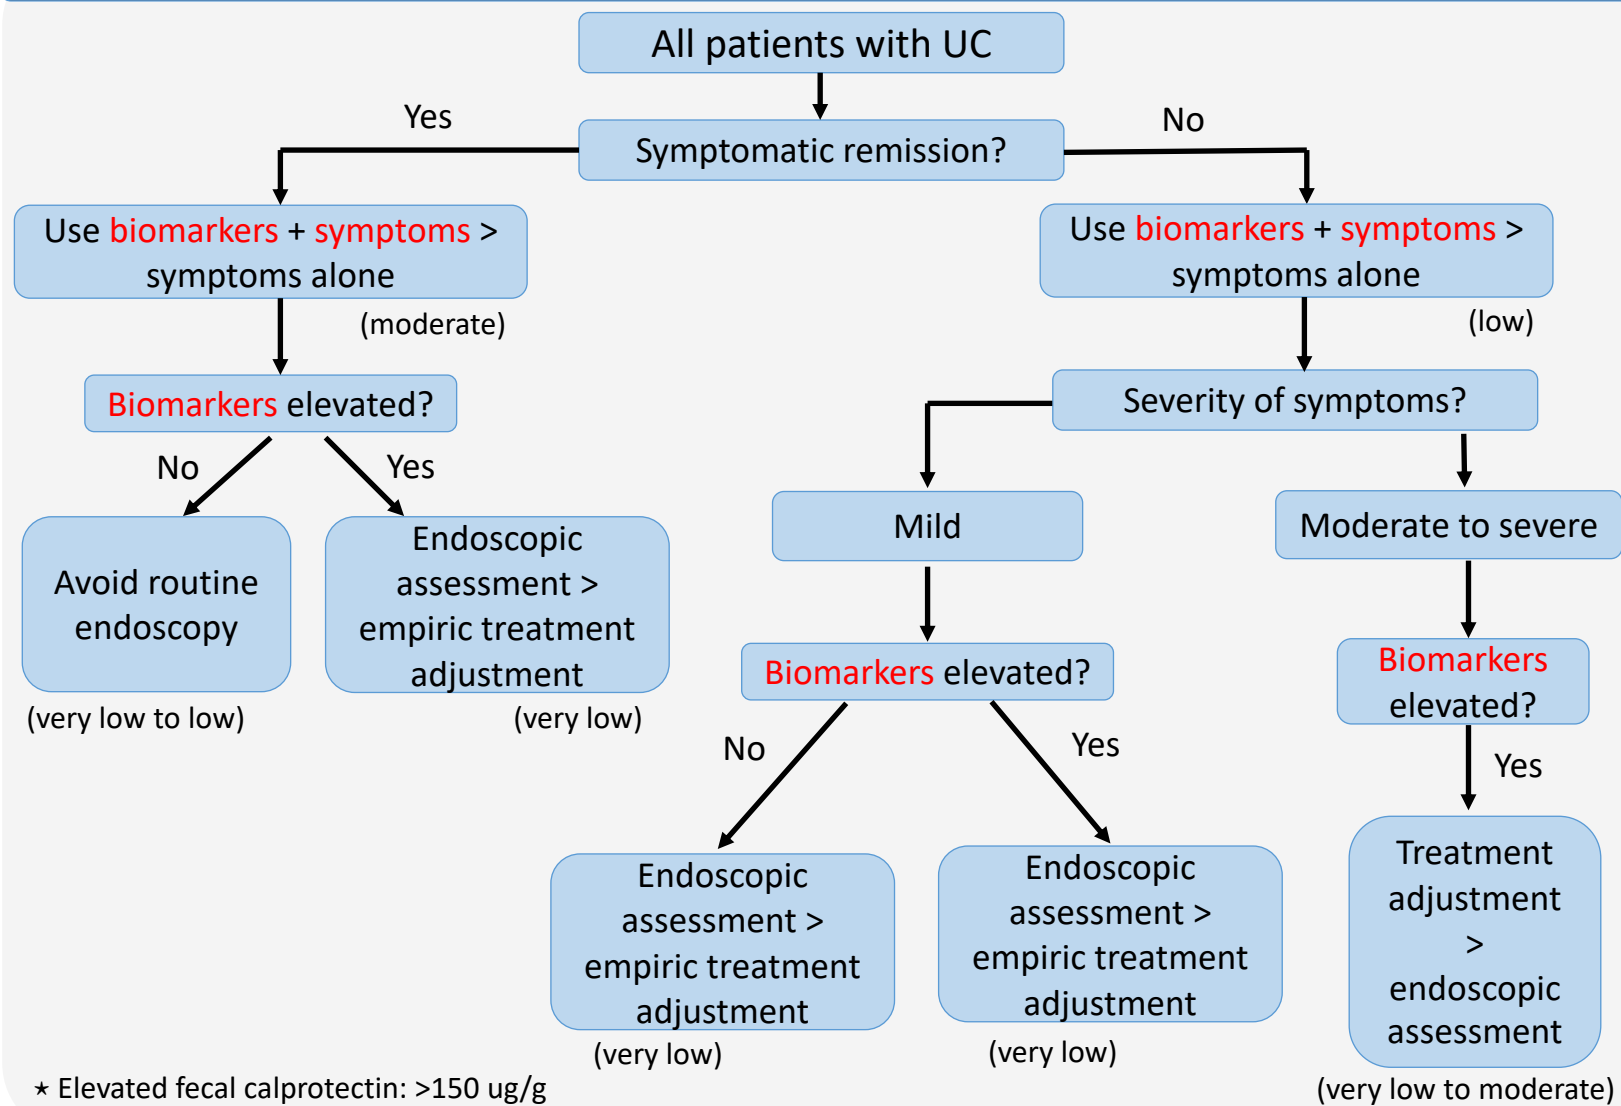 All patients with UC
Yes
No
Symptomatic remission?
Use biomarkers + symptoms >
symptoms alone
(moderate)
Use biomarkers + symptoms >
symptoms alone
(low)
Biomarkers elevated?
No
Yes
Avoid routine
endoscopy
(very low to low)
Endoscopic
assessment >
empiric treatment
adjustment
(very low)
Severity of symptoms?
Mild
Moderate to severe
Biomarkers elevated?
No
Yes
Endoscopic
assessment >
empiric treatment
adjustment
(very low)
Endoscopic
assessment >
empiric treatment
adjustment
(very low)
Biomarkers
elevated?
Yes
Treatment
adjustment
>
endoscopic
assessment
(very low to moderate)
⋆ Elevated fecal calprotectin: >150 ug/g